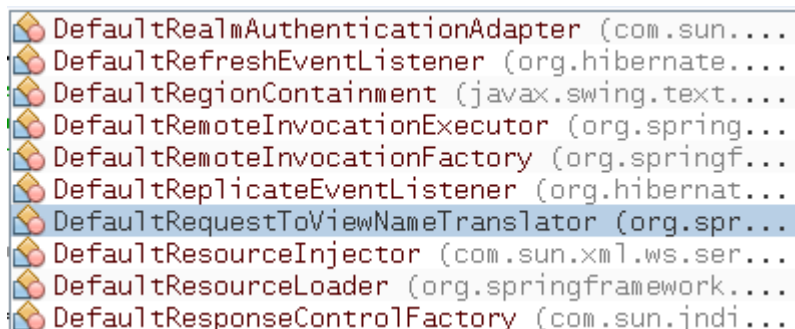 DefaultRealmAuthenticationAdapter (com.sun....
DefaultRefreshEventListener (org.hibernate....
DefaultRegionContainment (javax.swing.text....
DefaultRemoteInvocationExecutor (org.spring...
DefaultRemoteInvocationFactory (org.springf...
DefaultReplicateEventListener (org.hibernat...
DefaultRequestToViewNameTranslator (org.spr...
DefaultResourceInjector (com.sun.xml.ws.ser...
DefaultResourceLoader (org.springframework....
DefaultResponseControlFactory (com.sun.jndi...